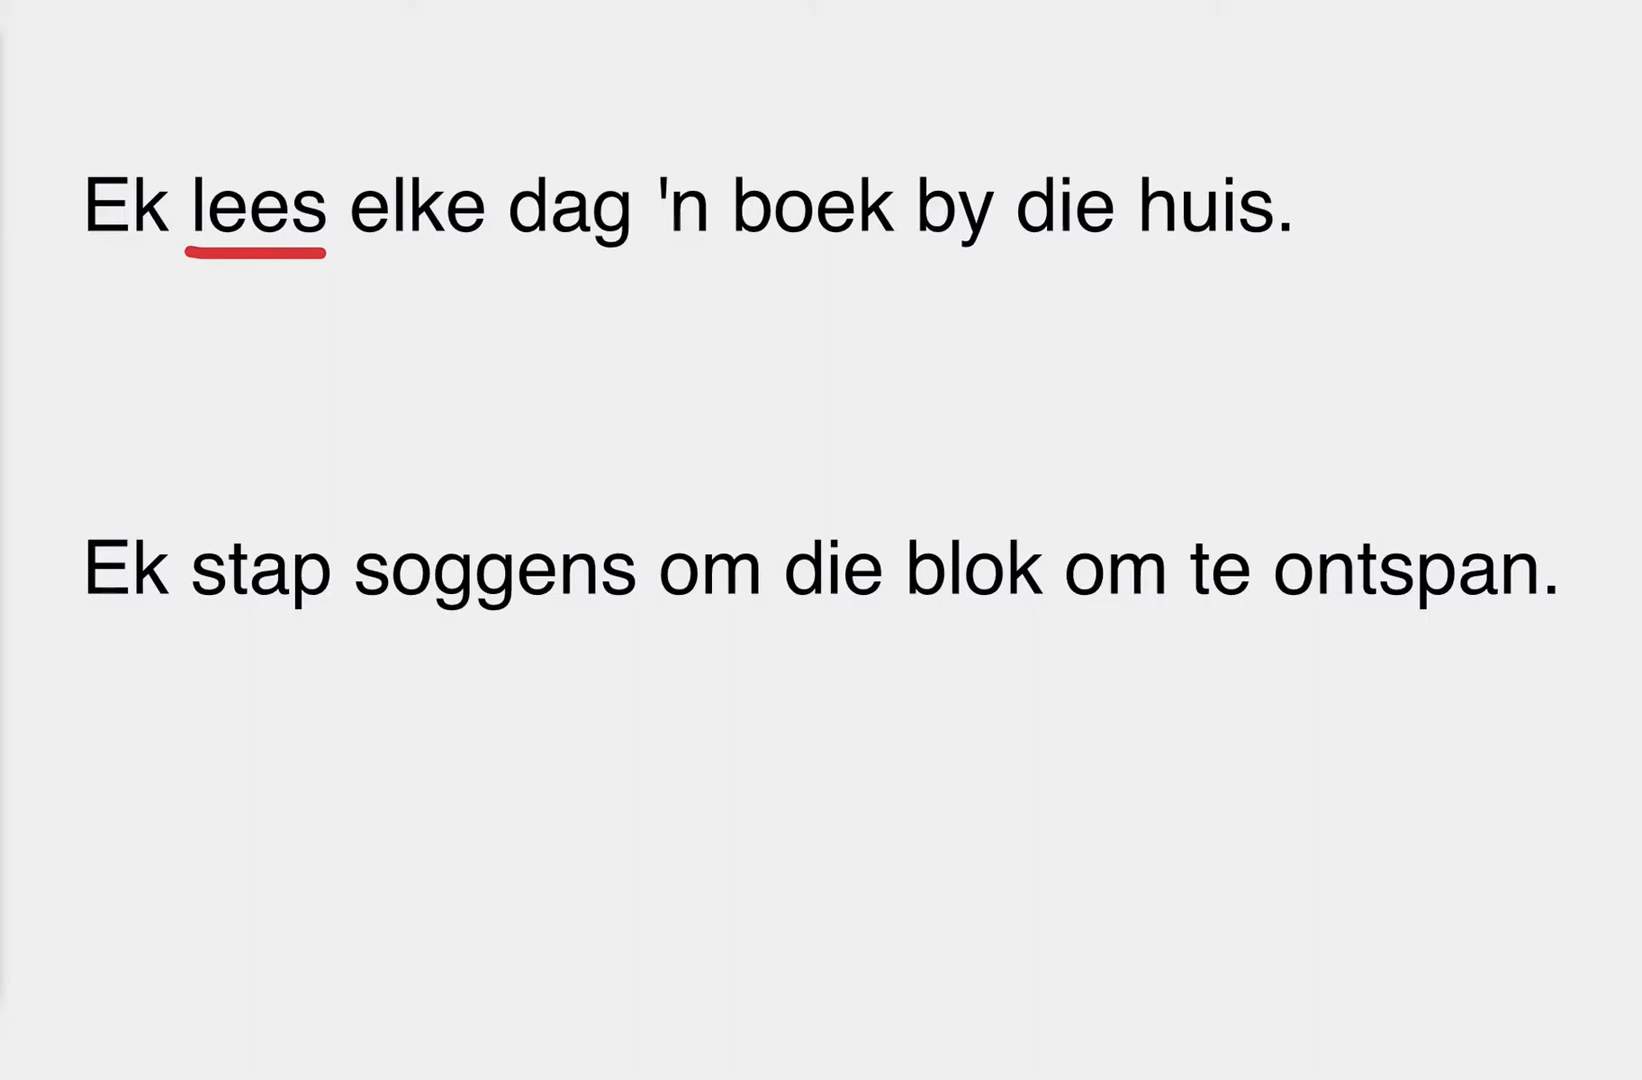 Ek lees elke dag 'n boek by die huis.
Ek stap soggens om die blok om te ontspan.